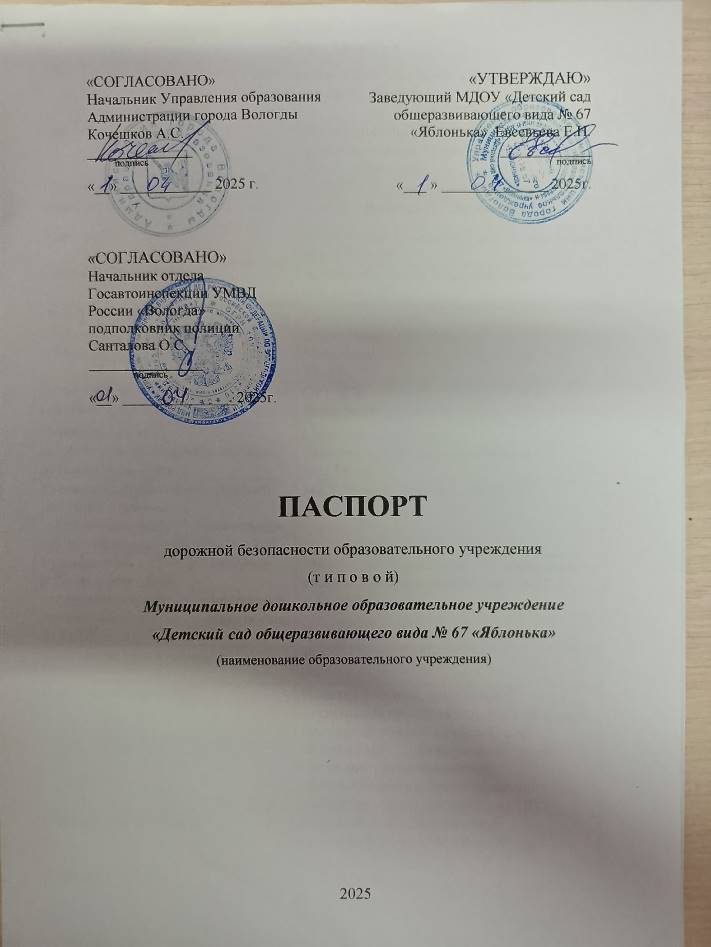 «СОГЛАСОВАНО»
Начальник Управления образования
Администрации города Вологды
Кочешков А.С.
подпись
« 1 » 04 2025 г.
«УТВЕРЖДАЮ»
Заведующий МДОУ «Детский сад
общеразвивающего вида № 67
«Яблонька» Евсевьева Е.Н.
подпись
« 1 » 04 2025г.
«СОГЛАСОВАНО»
Начальник отдела
Госавтоинспекции УМВД
России «Вологда»
подполковник полиции
Санталова О.С.
подпись
«01» 04 2025г.
ПАСПОРТ
дорожной безопасности образовательного учреждения
(т и п о в о й)
Муниципальное дошкольное образовательное учреждение
«Детский сад общеразвивающего вида № 67 «Яблонька»
(наименование образовательного учреждения)
2025